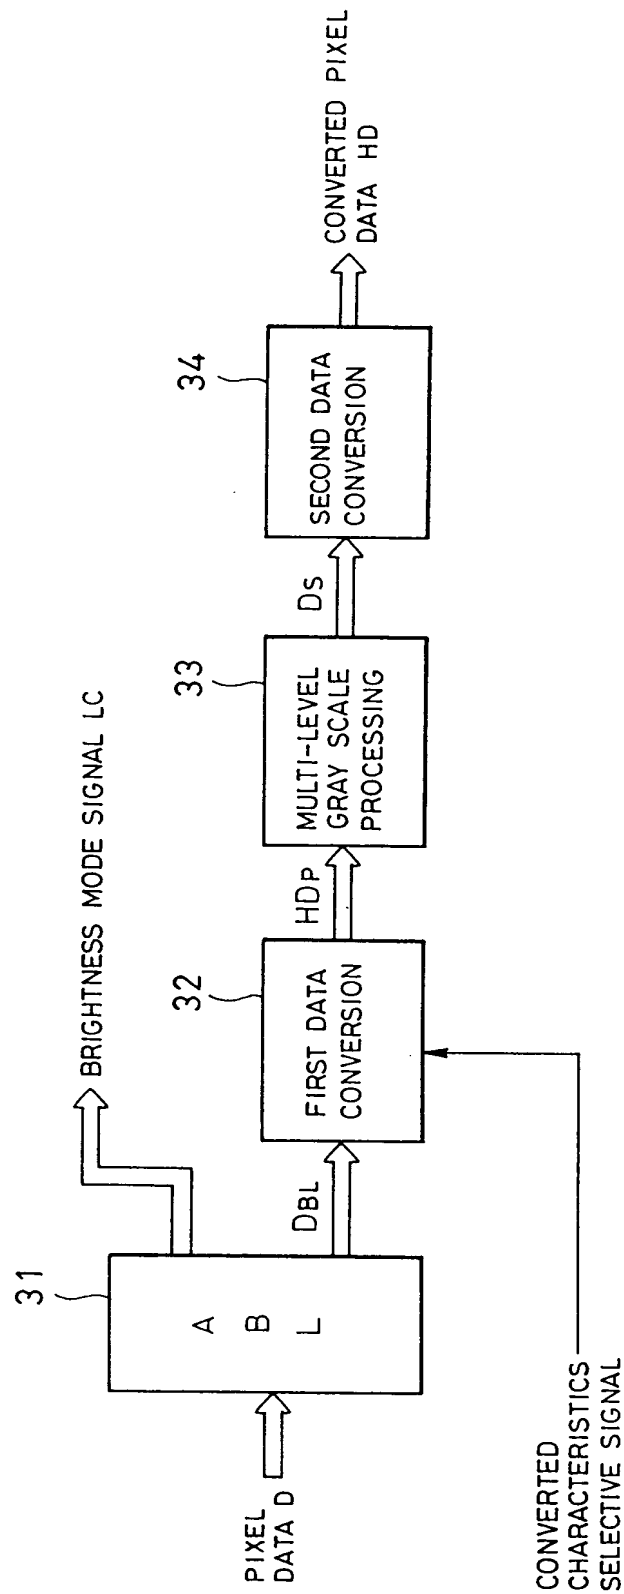 PIXEL
DATA D
31
A B L
BRIGHTNESS MODE SIGNAL LC
DBL
32
FIRST DATA
CONVERSION
CONVERTED
CHARACTERISTICS
SELECTIVE SIGNAL
HDP
33
MULTI-LEVEL
GRAY SCALE
PROCESSING
DS
34
SECOND DATA
CONVERSION
CONVERTED PIXEL
DATA HD